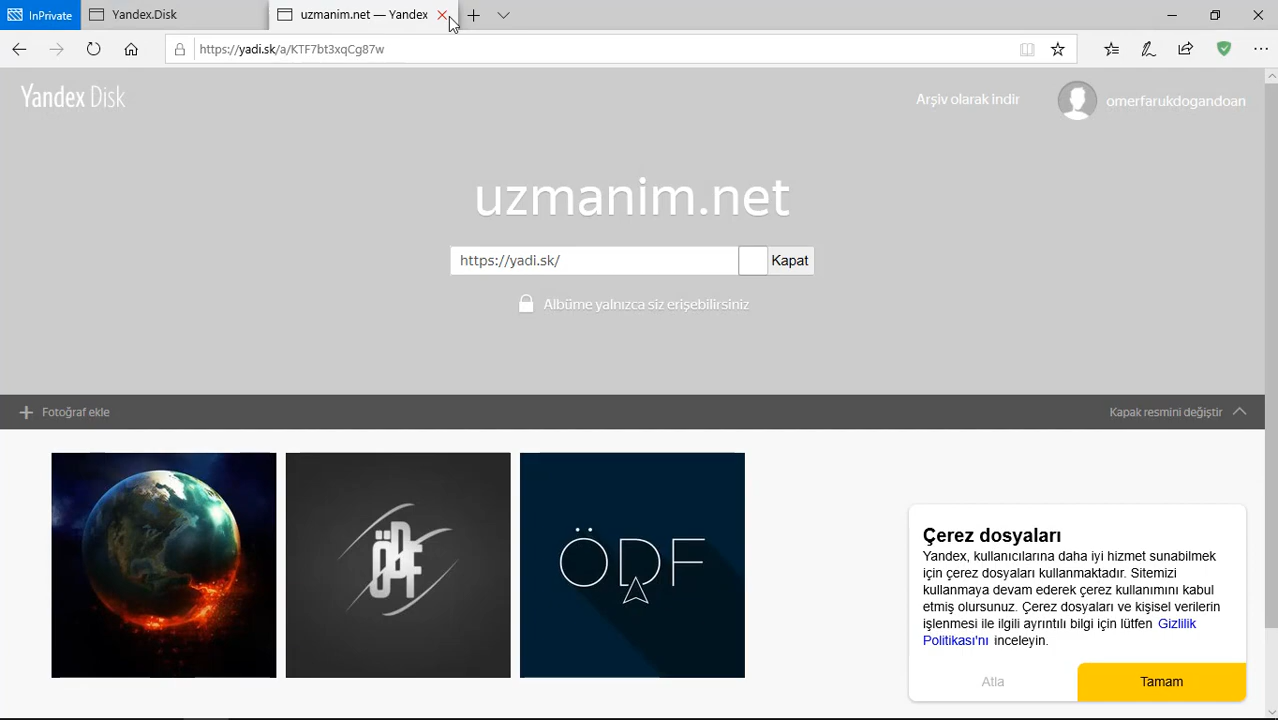 InPrivate
Yandex.Disk
uzmanim.net — Yandex
https://yadi.sk/a/KTF7bt3xqCg87w
Yandex Disk
Arşiv olarak indir
omerfarukdogandoan
uzmanim.net
https://yadi.sk/
Kapat
Albüme yalnızca siz erişebilirsiniz
Fotoğraf ekle
Kapak resmini değiştir
ÖDF
ÖDF
Çerez dosyaları
Yandex, kullanıcılarına daha iyi hizmet sunabilmek
için çerez dosyaları kullanmaktadır. Sitemizi
kullanmaya devam ederek çerez kullanımını kabul
etmiş olursunuz. Çerez dosyaları ve kişisel verilerin
işlenmesi ile ilgili ayrıntılı bilgi için lütfen Gizlilik
Politikası'nı inceleyin.
Atla
Tamam